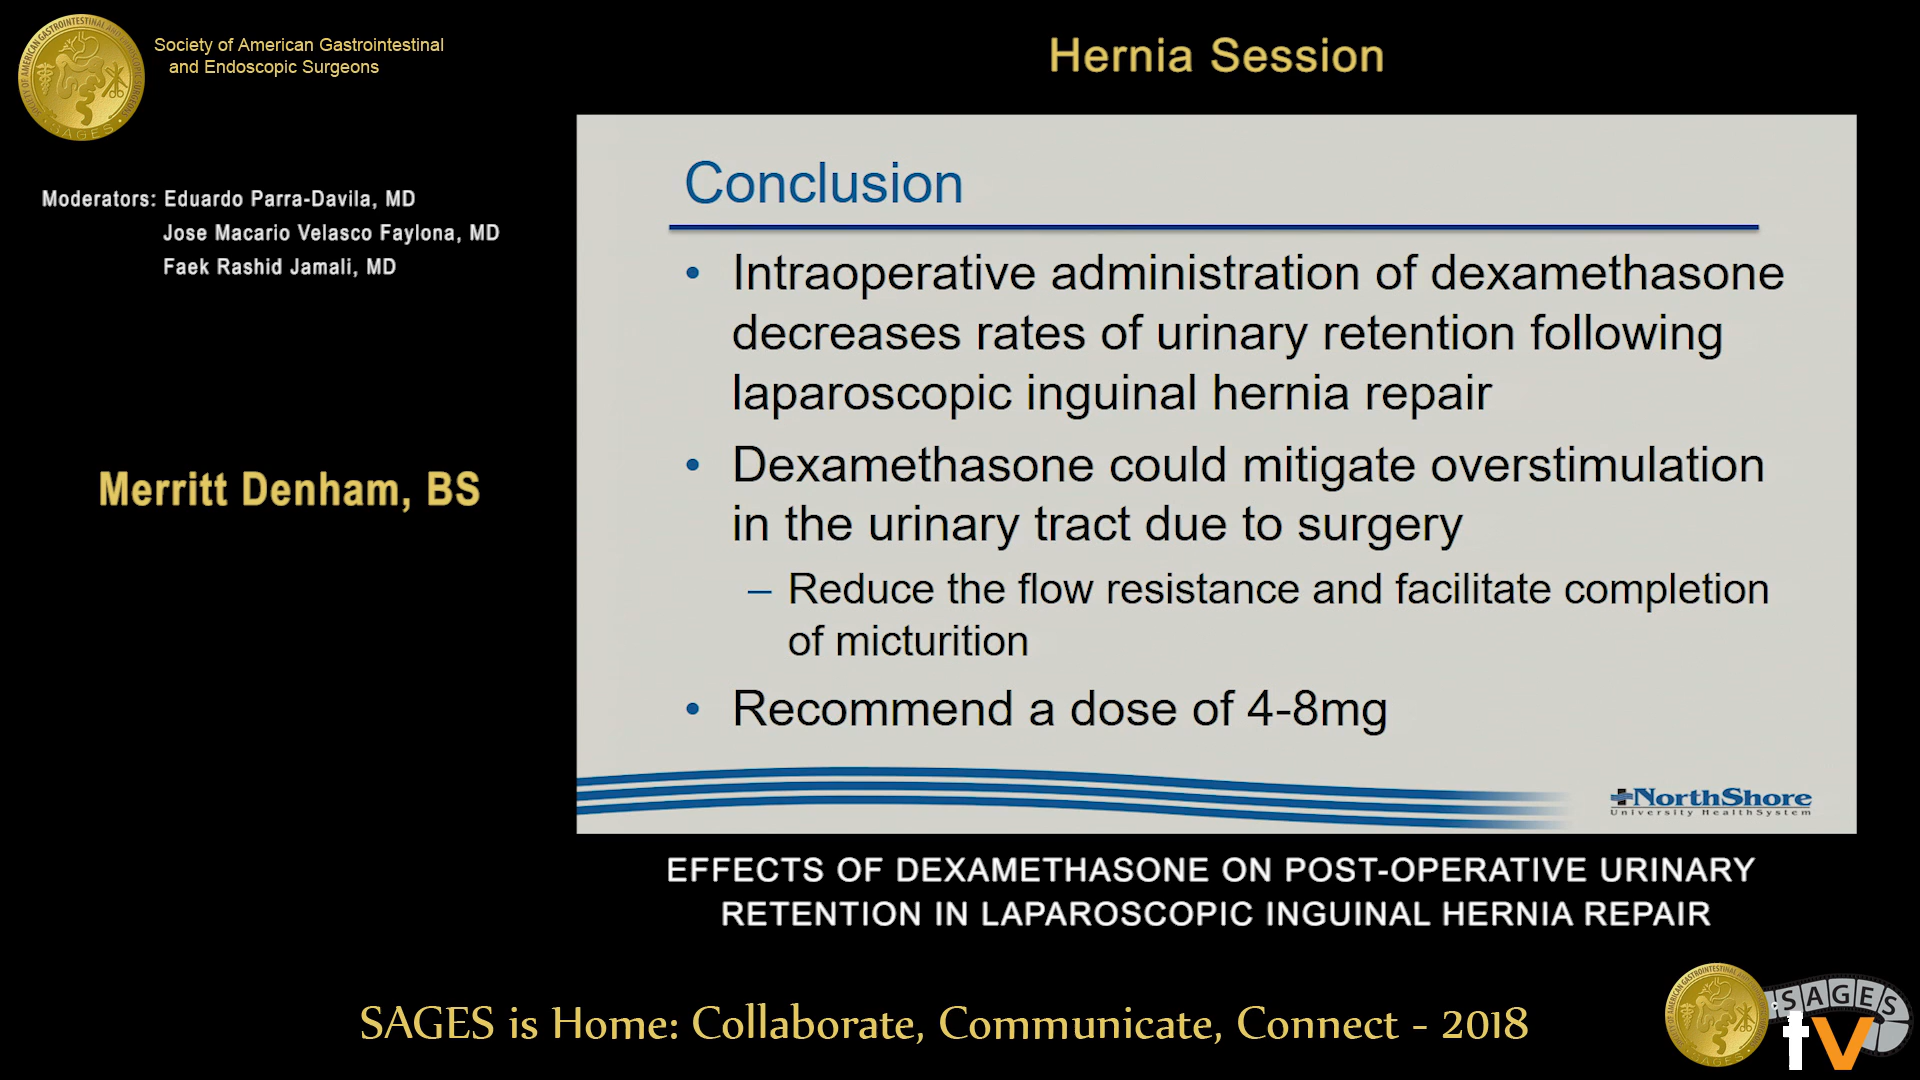 Society of American Gastrointestinal
and Endoscopic Surgeons
Hernia Session
Moderators: Eduardo Parra-Davila, MD
Jose Macario Velasco Faylona, MD
Faek Rashid Jamali, MD
Merritt Denham, BS
Conclusion
• Intraoperative administration of dexamethasone
decreases rates of urinary retention following
laparoscopic inguinal hernia repair
• Dexamethasone could mitigate overstimulation
in the urinary tract due to surgery
– Reduce the flow resistance and facilitate completion
of micturition
• Recommend a dose of 4-8mg
NorthShore
University HealthSystem
EFFECTS OF DEXAMETHASONE ON POST-OPERATIVE URINARY
RETENTION IN LAPAROSCOPIC INGUINAL HERNIA REPAIR
SAGES is Home: Collaborate, Communicate, Connect - 2018
SAGES
tv